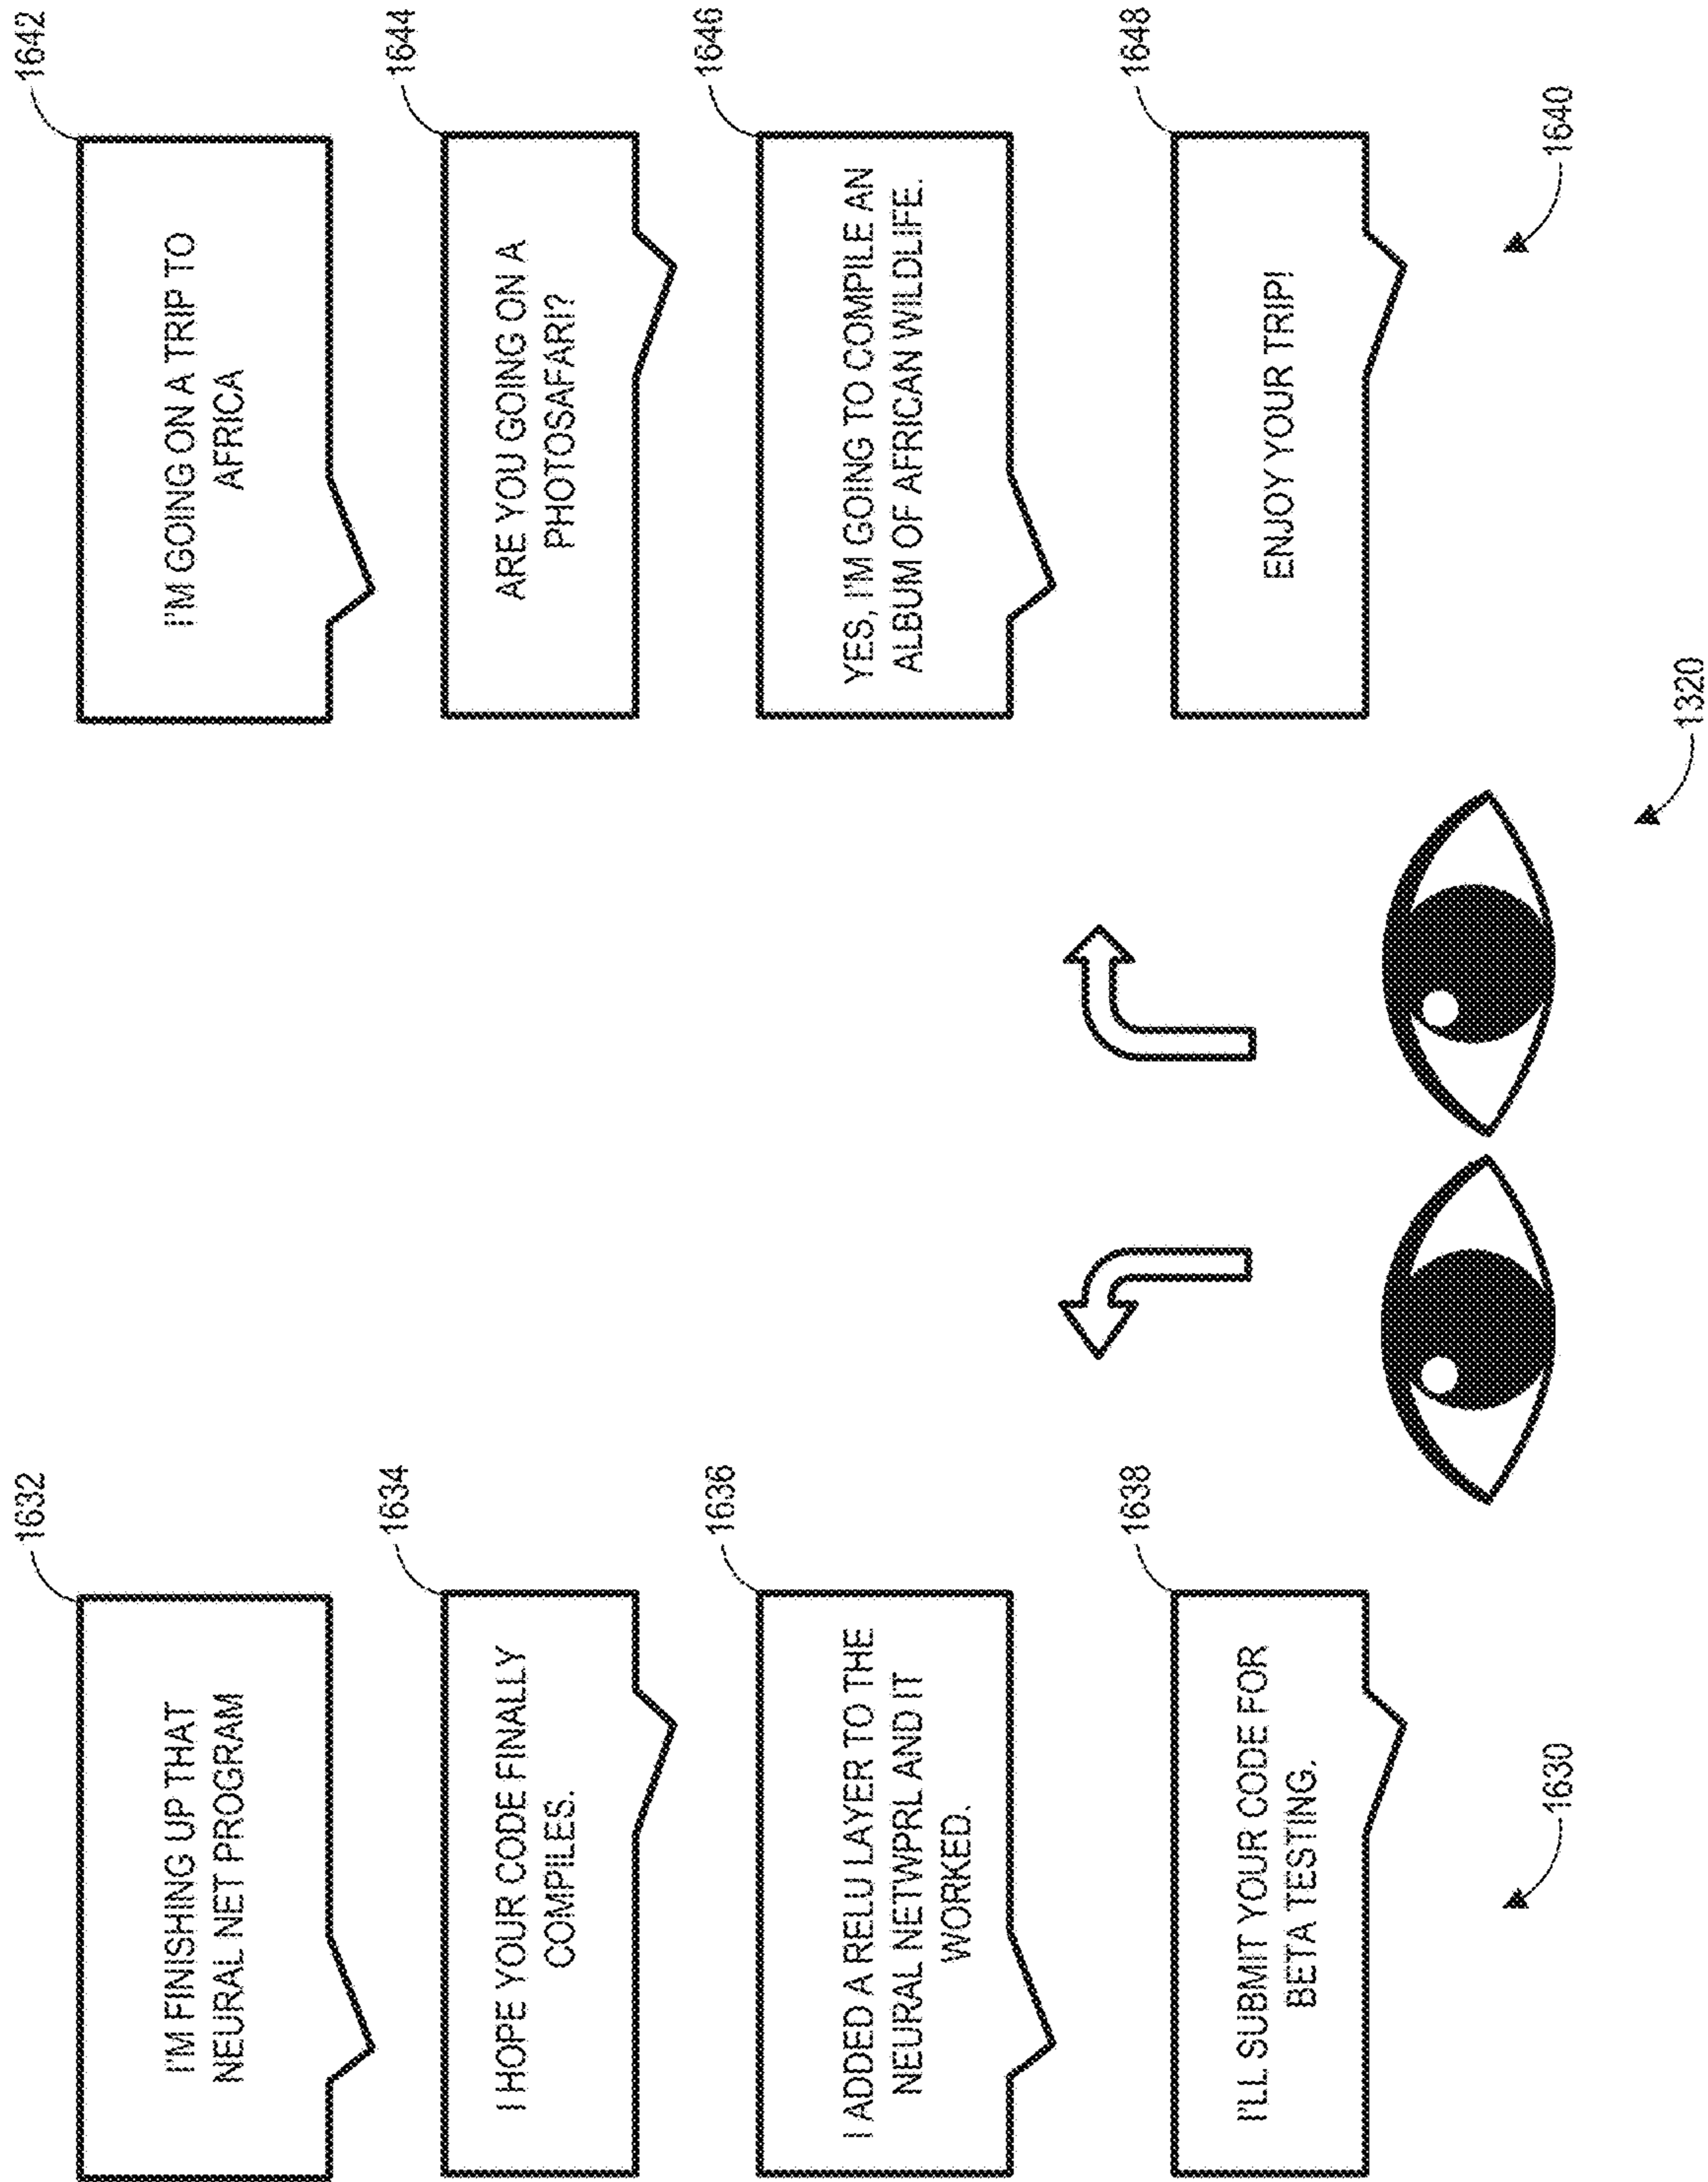 1632
I'M FINISHING UP THAT
NEURAL NET PROGRAM
1634
I HOPE YOUR CODE FINALLY
COMPILES.
1636
I ADDED A RELU LAYER TO THE
NEURAL NETWPRL AND IT
WORKED.
1638
I'LL SUBMIT YOUR CODE FOR
BETA TESTING.
1630
1642
I'M GOING ON A TRIP TO
AFRICA
1644
ARE YOU GOING ON A
PHOTOSAFARI?
1646
YES, I'M GOING TO COMPILE AN
ALBUM OF AFRICAN WILDLIFE.
1648
ENJOY YOUR TRIP!
1640
1320